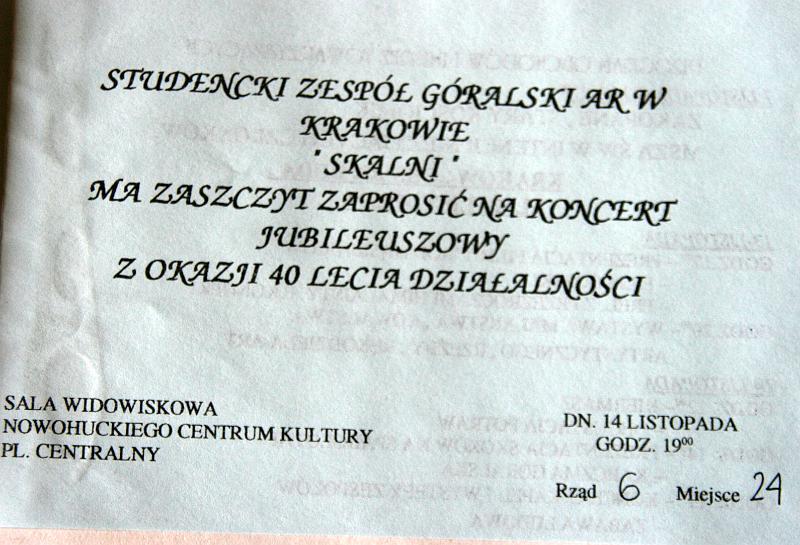 STUDENCKI ZESPÓŁ GÓRALSKI AR W
KRAKOWIE
"SKALNI"
MA ZASZCZYT ZAPROSIĆ NA KONCERT
JUBILEUSZOWY
Z OKAZJI 40 LECIA DZIAŁALNOŚCI
SALA WIDOWISKOWA
NOWOHUCKIEGO CENTRUM KULTURY
PL. CENTRALNY
DN. 14 LISTOPADA
GODZ. 19⁰⁰
Rząd 6 Miejsce 24